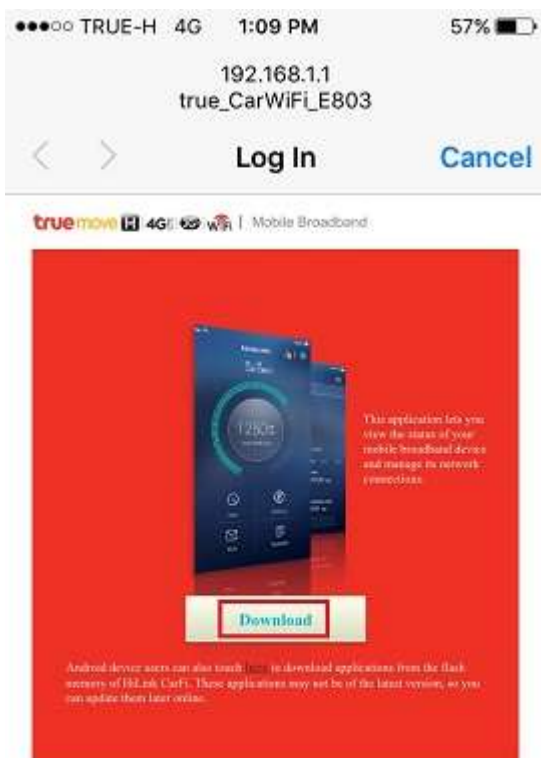 TRUE-H 4G 1:09 PM 57%
192.168.1.1
true_CarWiFi_E803
Log In Cancel
truemove H 4G WiFi | Mobile Broadband
1250
This application lets you
view the status of your
mobile broadband device
and manage its network
connections.
Download
Android device users can also touch here to download applications from the flash
memory of HiLink CarFi. These applications may not be of the latest version, so you
can update them later online.